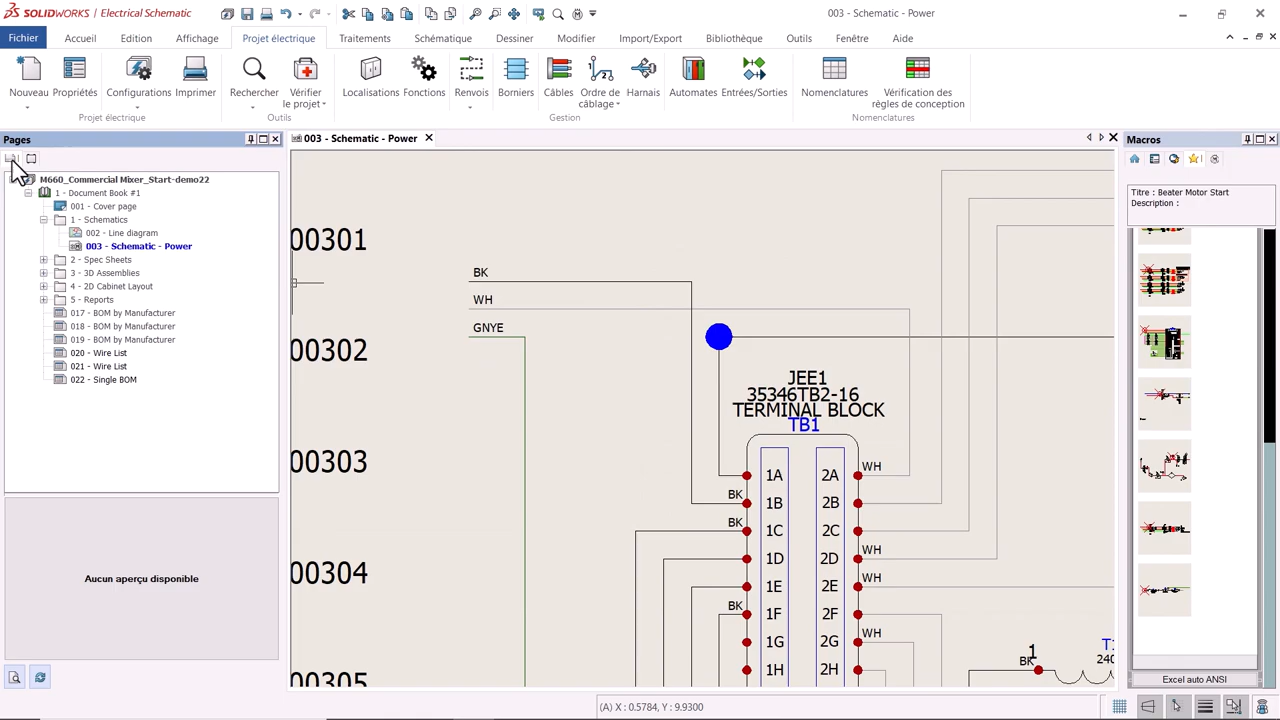 SOLIDWORKS | Electrical Schematic
003 - Schematic - Power
Fichier Accueil Edition Affichage Projet électrique Traitements Schématique Dessiner Modifier Import/Export Bibliothèque Outils Fenêtre Aide
Nouveau Propriétés Configurations Imprimer Rechercher Vérifier le projet Localisations Fonctions Renvois Borniers Câbles Ordre de câblage Harnais Automates Entrées/Sorties Nomenclatures Vérification des règles de conception
Projet électrique Outils Gestion Nomenclatures
Pages
003 - Schematic - Power
Macros
M660_Commercial Mixer_Start-demo22
1 - Document Book #1
001 - Cover page
1 - Schematics
002 - Line diagram
003 - Schematic - Power
2 - Spec Sheets
3 - 3D Assemblies
4 - 2D Cabinet Layout
5 - Reports
017 - BOM by Manufacturer
018 - BOM by Manufacturer
019 - BOM by Manufacturer
020 - Wire List
021 - Wire List
022 - Single BOM
Aucun aperçu disponible
00301
BK
WH
GNYE
00302
JEE1
35346TB2-16
TERMINAL BLOCK
TB1
00303
1A 2A WH
BK 1B 2B
BK 1C 2C
1D 2D WH
00304
1E 2E WH
BK 1F 2F
1G 2G WH
1H 2H
00305
1
BK
240
Titre : Beater Motor Start
Description :
Excel auto ANSI
(A) X : 0.5784, Y : 9.9300